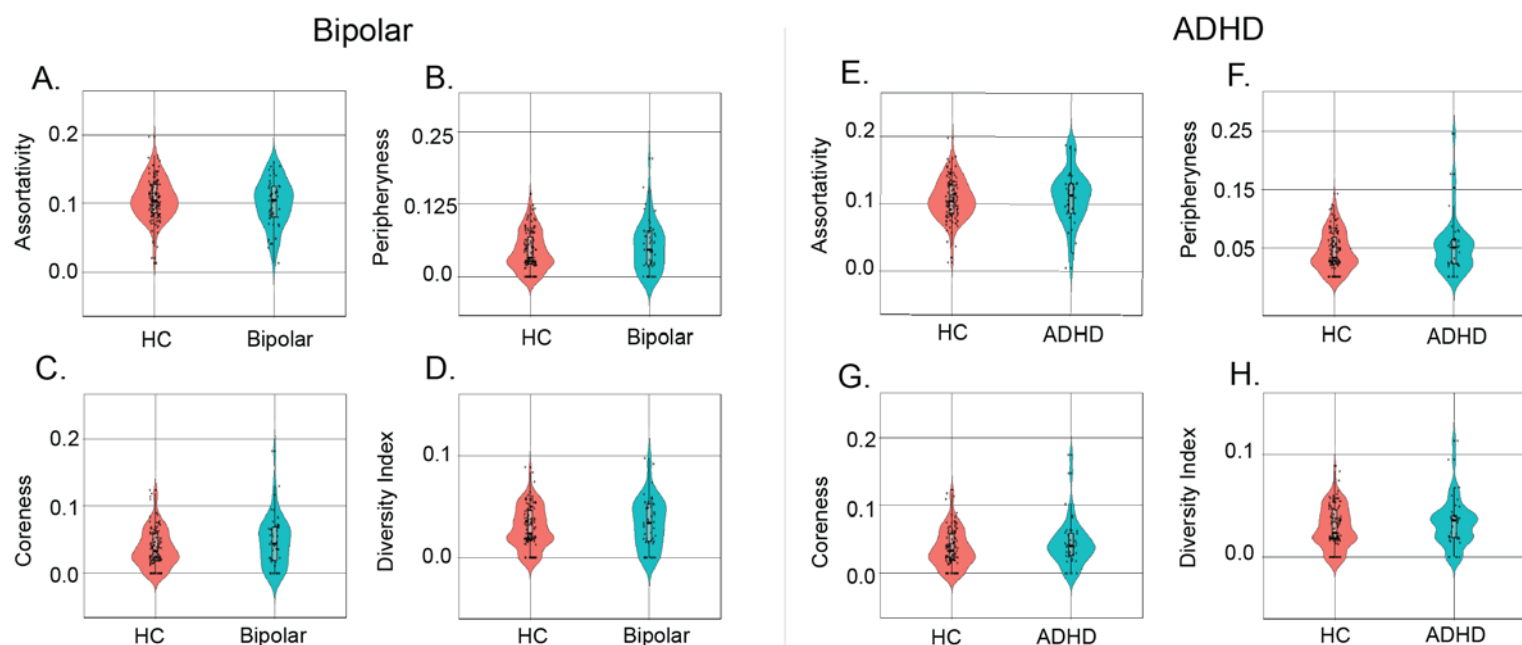 Bipolar
ADHD
A.
Assortativity
0.2
0.1
0.0
HC Bipolar
B.
Peripheryness
0.25
0.125
0.0
HC Bipolar
C.
Coreness
0.2
0.1
0.0
HC Bipolar
D.
Diversity Index
0.1
0.0
HC Bipolar
E.
Assortativity
0.2
0.1
0.0
HC ADHD
F.
Peripheryness
0.25
0.15
0.05
HC ADHD
G.
Coreness
0.2
0.1
0.0
HC ADHD
H.
Diversity Index
0.1
0.0
HC ADHD